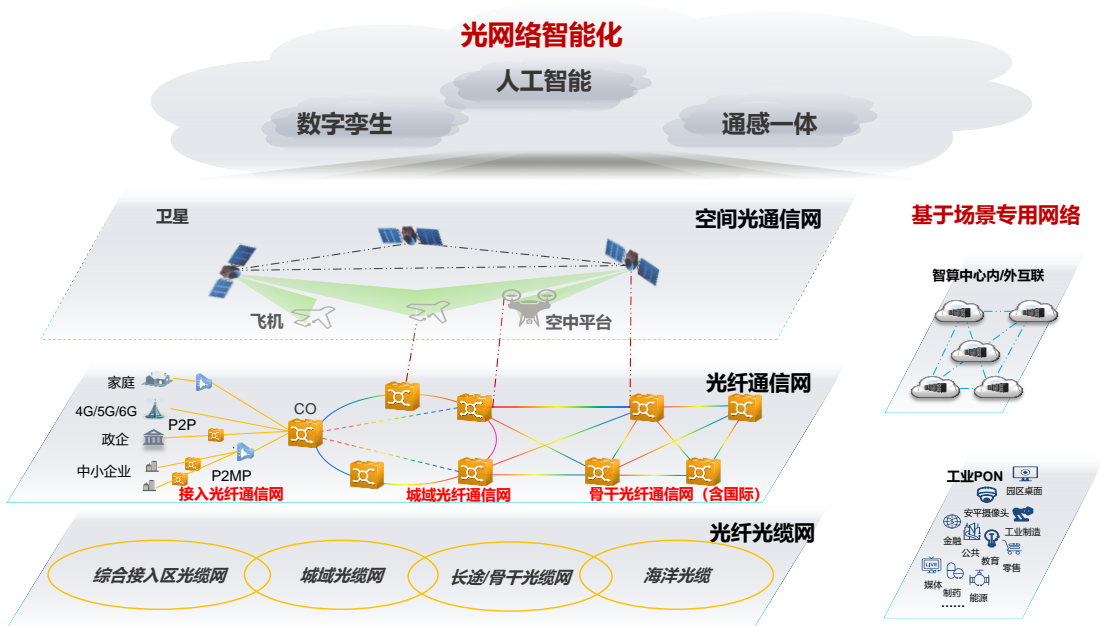 光网络智能化
人工智能
数字孪生
通感一体
卫星
空间光通信网
飞机
空中平台
基于场景专用网络
智算中心内/外互联
光纤通信网
家庭
4G/5G/6G
P2P
政企
中小企业
P2MP
CO
接入光纤通信网
城域光纤通信网
骨干光纤通信网（含国际）
工业PON
园区桌面
安平摄像头
工业制造
金融
公共
教育
零售
LIVE
媒体
制药
能源
……
光纤光缆网
综合接入区光缆网
城域光缆网
长途/骨干光缆网
海洋光缆